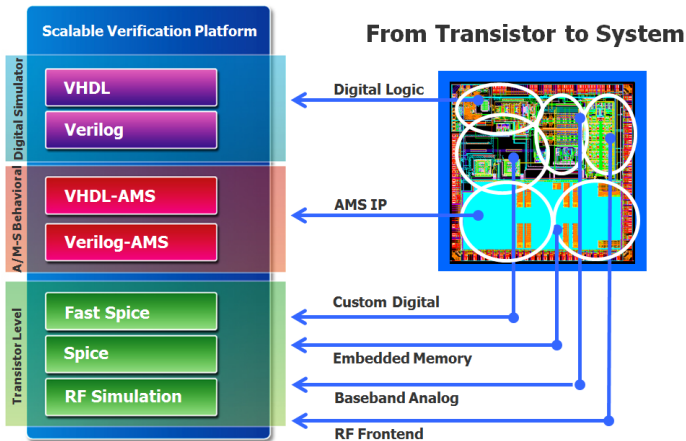 Scalable Verification Platform
From Transistor to System
Digital Simulator
VHDL
Verilog
A/M-S Behavioral
VHDL-AMS
Verilog-AMS
Transistor Level
Fast Spice
Spice
RF Simulation
Digital Logic
AMS IP
Custom Digital
Embedded Memory
Baseband Analog
RF Frontend